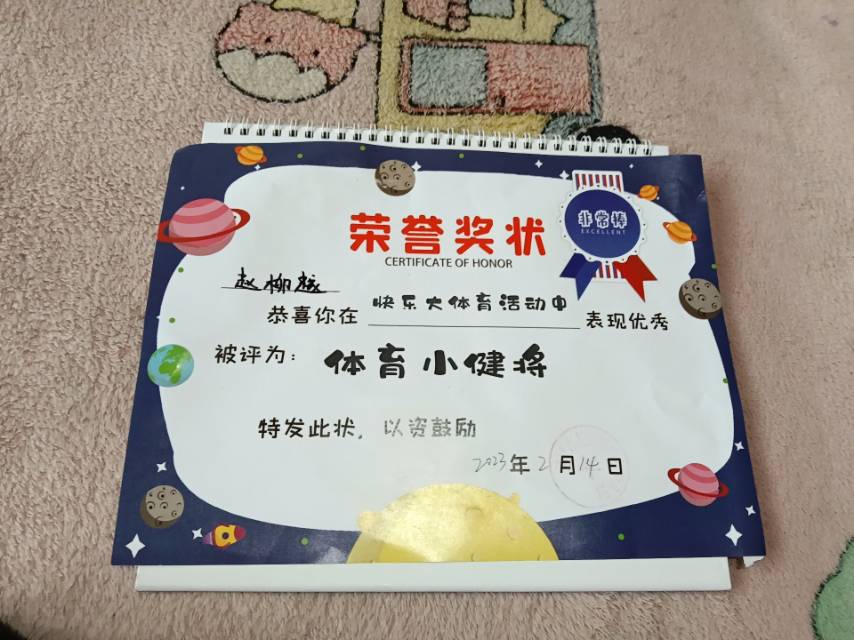 荣誉奖状
CERTIFICATE OF HONOR
非常棒
EXCELLENT
赵柳越
恭喜你在 快乐大体育活动中 表现优秀
被评为：体育小健将
特发此状，以资鼓励
2023年2月14日